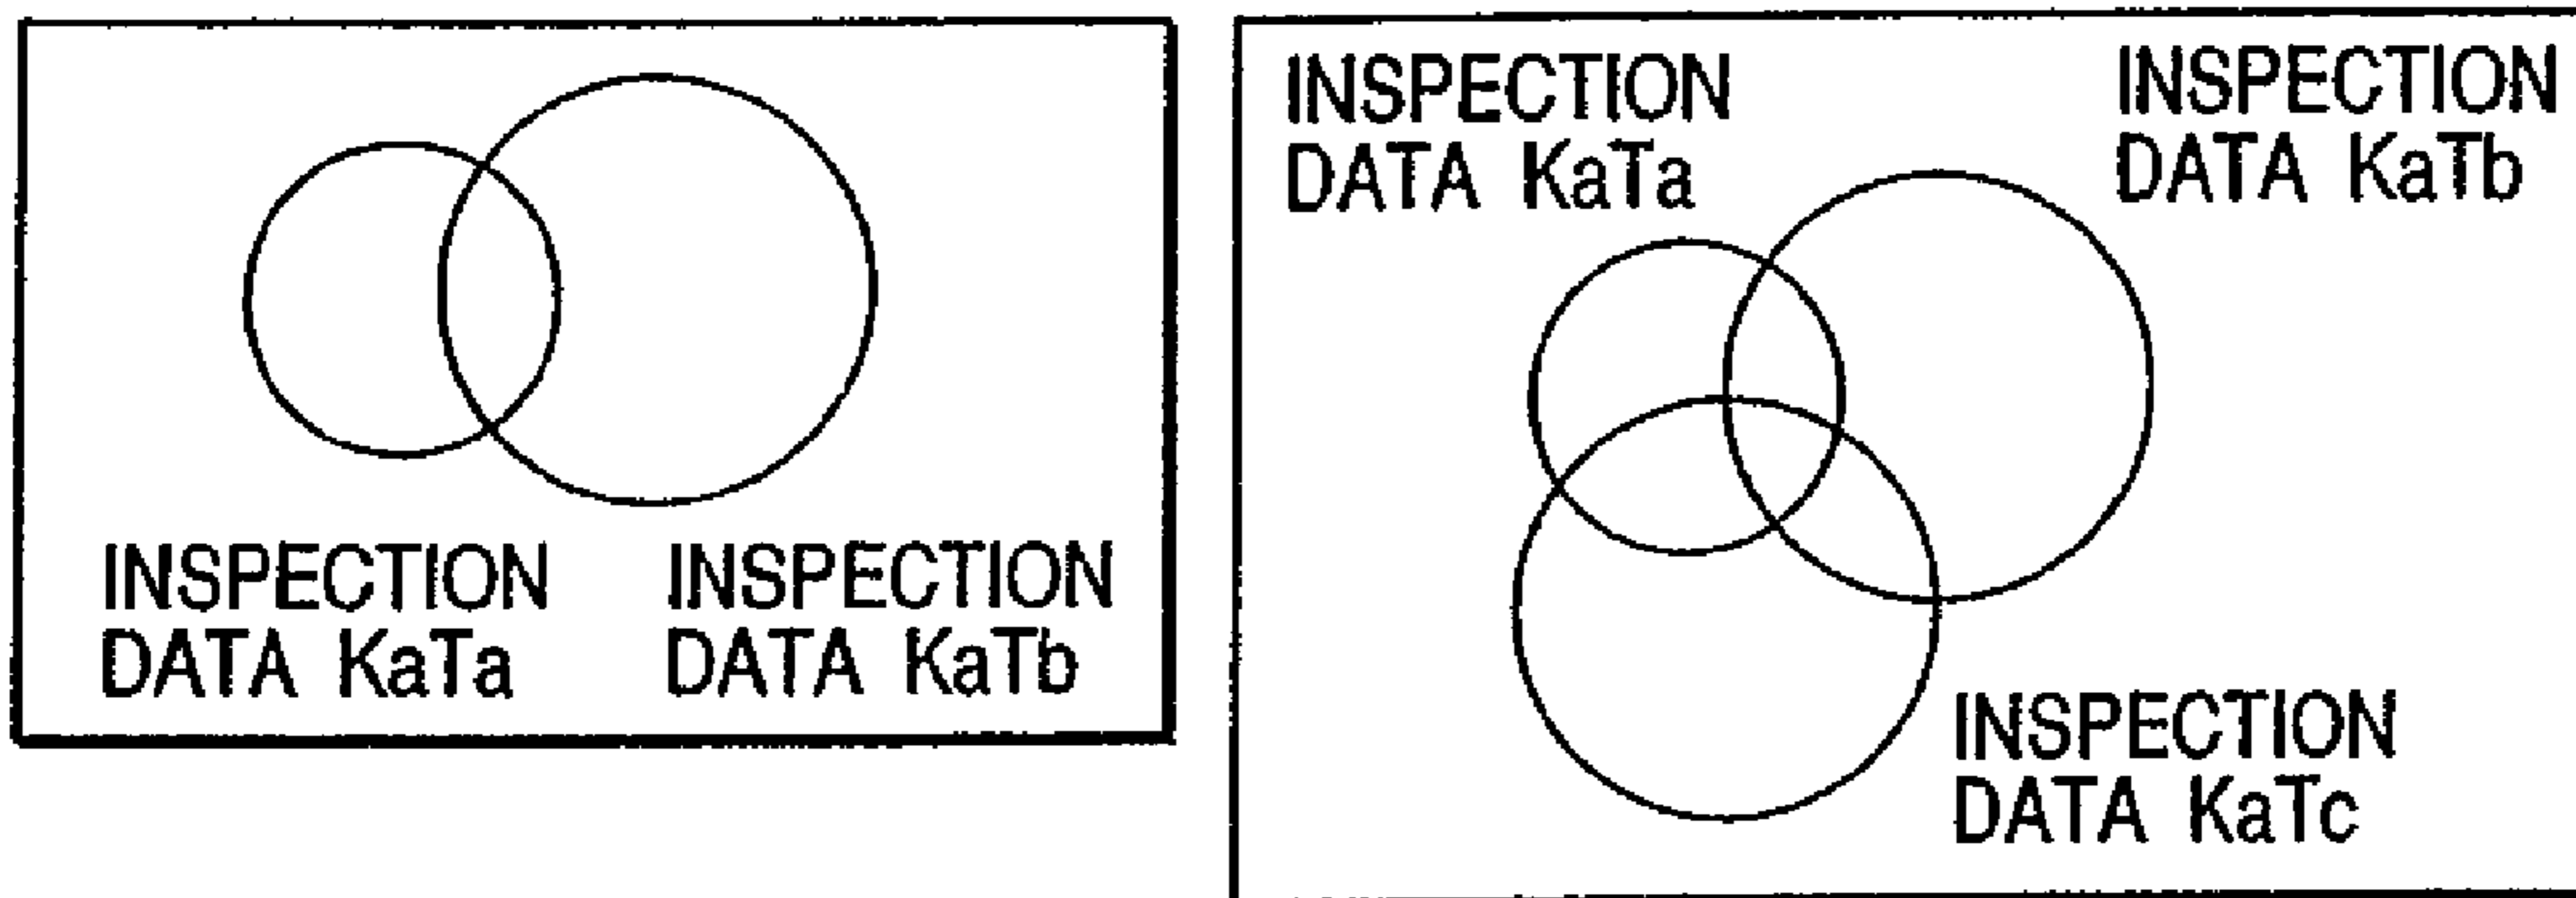 INSPECTION
DATA KaTa
INSPECTION
DATA KaTb
INSPECTION
DATA KaTa
INSPECTION
DATA KaTb
INSPECTION
DATA KaTc